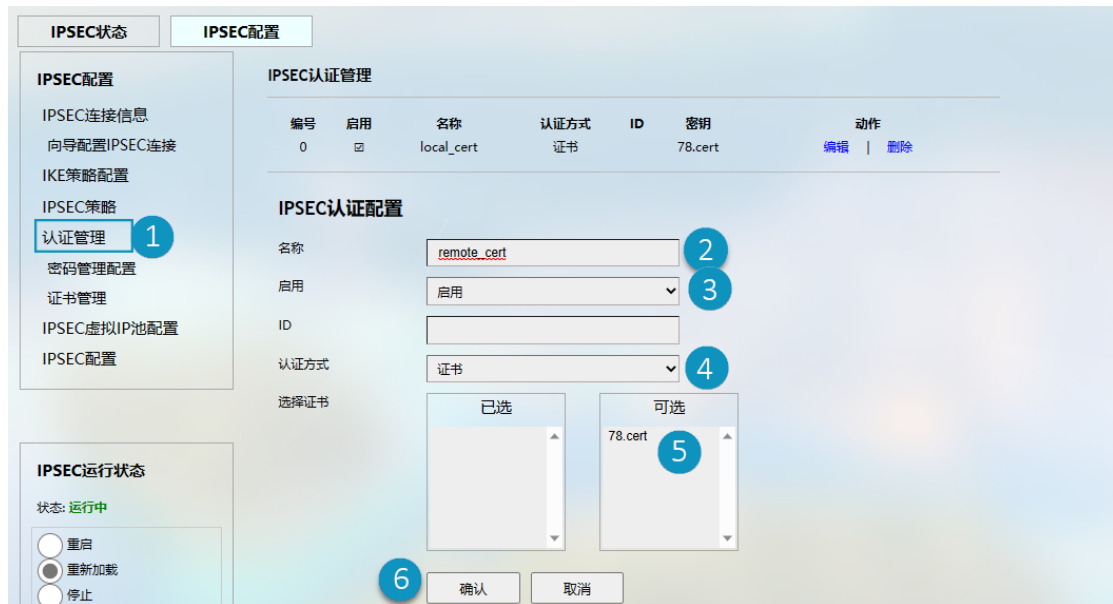 IPSEC状态 IPSEC配置
IPSEC配置
IPSEC连接信息
向导配置IPSEC连接
IKE策略配置
IPSEC策略
认证管理 1
密码管理配置
证书管理
IPSEC虚拟IP池配置
IPSEC配置
IPSEC运行状态
状态: 运行中
重启
重新加载
停止
IPSEC认证管理
编号 启用 名称 认证方式 ID 密钥 动作
0 local_cert 证书 78.cert 编辑 | 删除
IPSEC认证配置
名称 remote_cert 2
启用 启用 3
ID
认证方式 证书 4
选择证书 已选 可选
78.cert 5
6 确认 取消